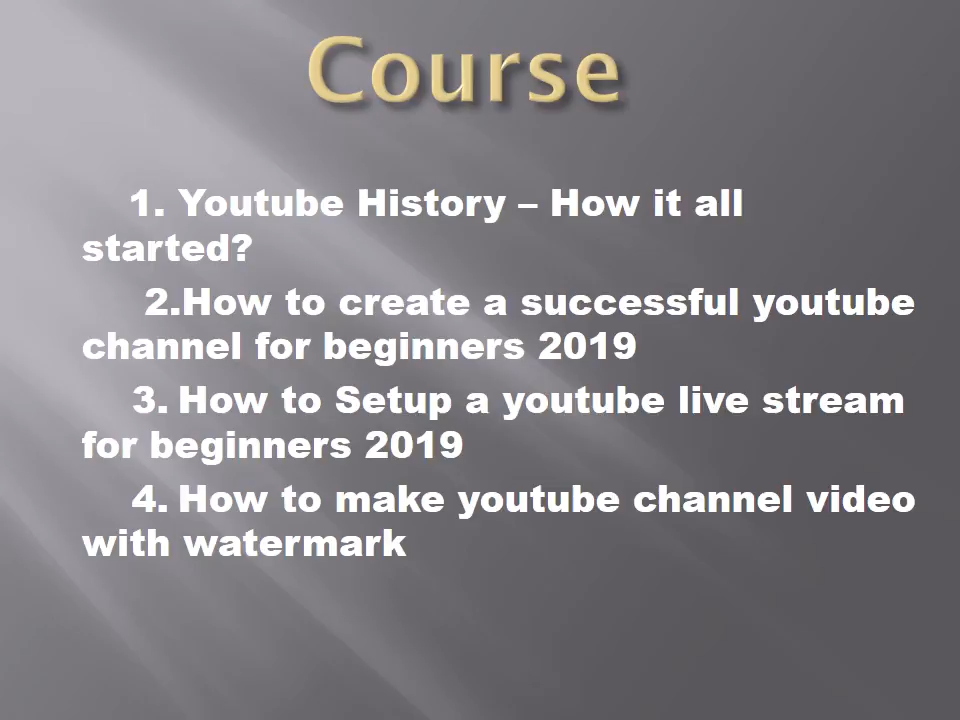 Course
1. Youtube History – How it all
started?
2.How to create a successful youtube
channel for beginners 2019
3. How to Setup a youtube live stream
for beginners 2019
4. How to make youtube channel video
with watermark